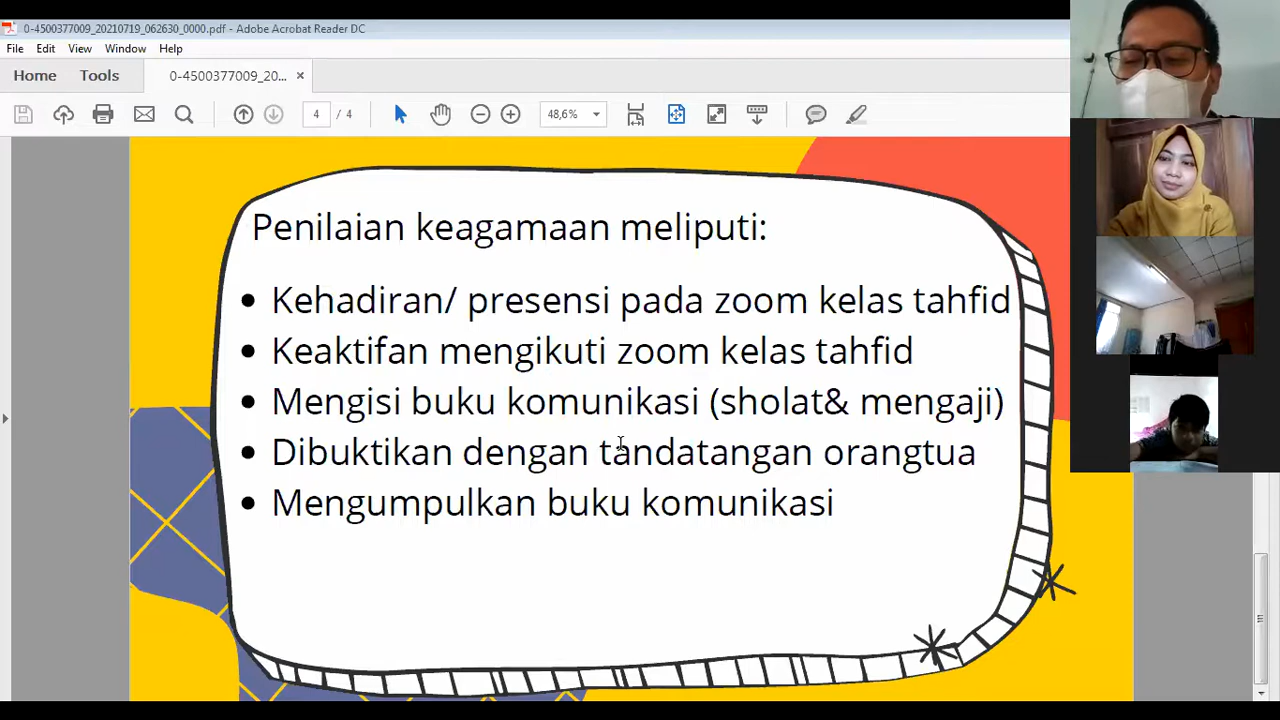 0-4500377009_20210719_062630_0000.pdf - Adobe Acrobat Reader DC
File Edit View Window Help
Home Tools 0-4500377009_20... ×
4 / 4 48,6%
Penilaian keagamaan meliputi:
• Kehadiran/ presensi pada zoom kelas tahfid
• Keaktifan mengikuti zoom kelas tahfid
• Mengisi buku komunikasi (sholat& mengaji)
• Dibuktikan dengan tandatangan orangtua
• Mengumpulkan buku komunikasi